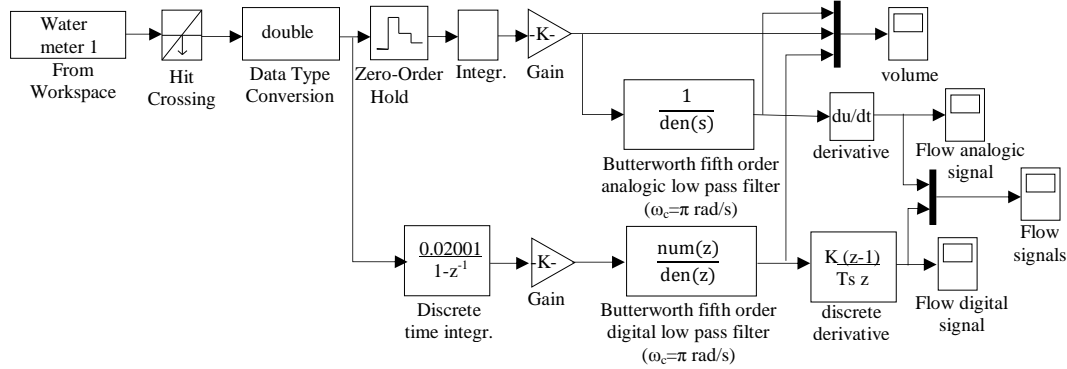 Water
meter 1
From
Workspace
Hit
Crossing
double
Data Type
Conversion
Zero-Order
Hold
Integr.
-K-
Gain
volume
1
den(s)
Butterworth fifth order
analogic low pass filter
(ωc=π rad/s)
du/dt
derivative
Flow analogic
signal
Flow
signals
0.02001
1-z-1
Discrete
time integr.
-K-
Gain
num(z)
den(z)
Butterworth fifth order
digital low pass filter
(ωc=π rad/s)
K (z-1)
Ts z
discrete
derivative
Flow digital
signal